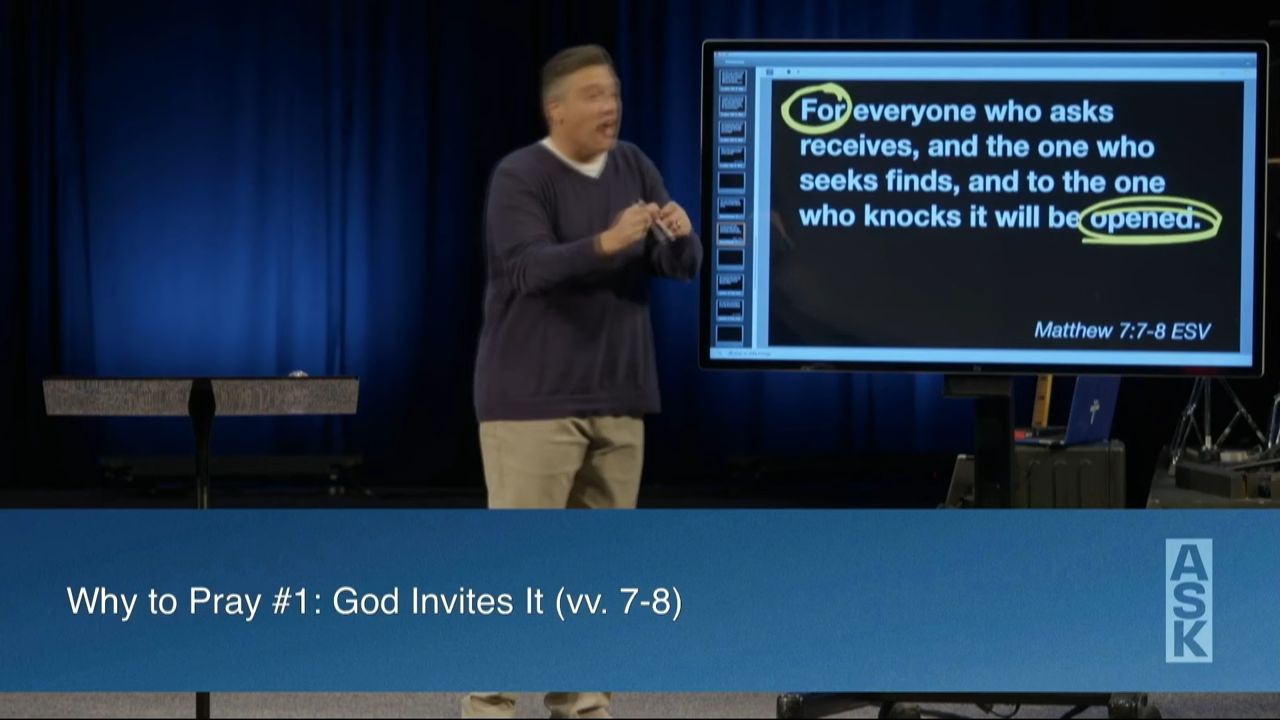 For everyone who asks
receives, and the one who
seeks finds, and to the one
who knocks it will be opened.
Matthew 7:7-8 ESV
Why to Pray #1: God Invites It (vv. 7-8)
ASK